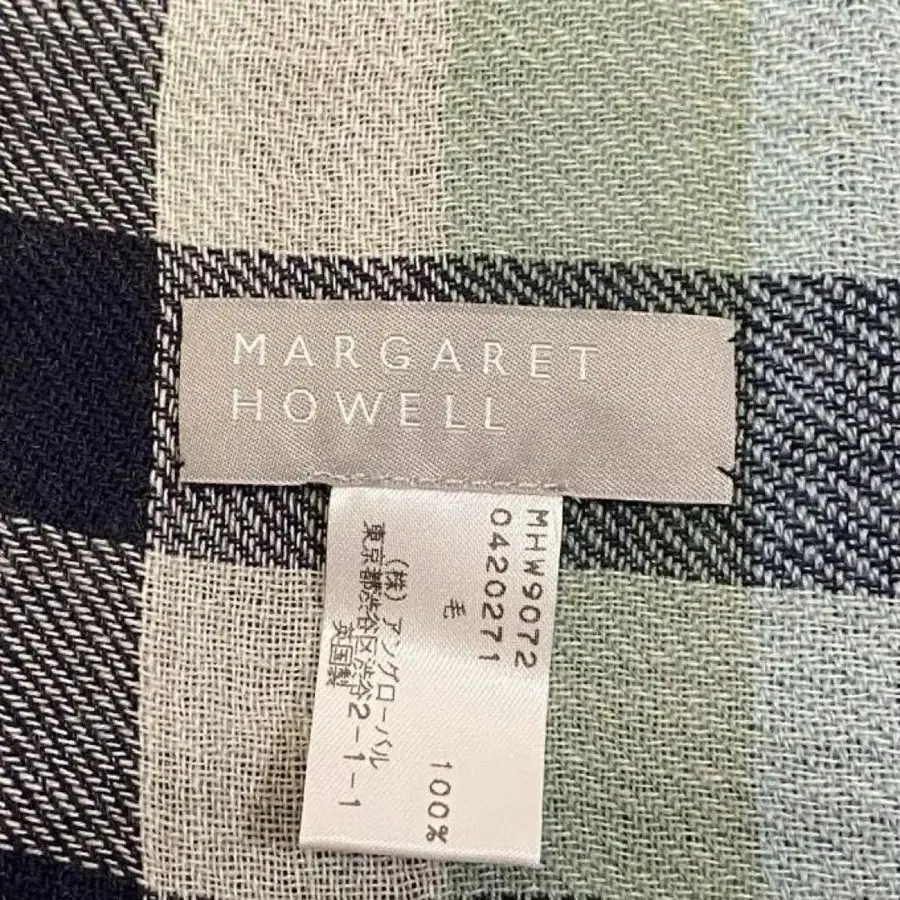 MARGARET
HOWELL
MHW9072
0420271
毛 100%
(株) アングローバル
東京都渋谷区渋谷2-1-1
英国製